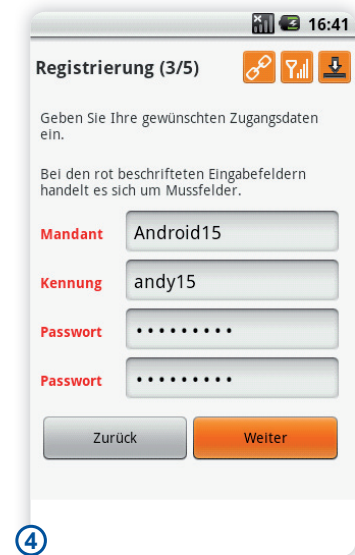 16:41
Registrierung (3/5)
Geben Sie Ihre gewünschten Zugangsdaten
ein.
Bei den rot beschrifteten Eingabefeldern
handelt es sich um Mussfelder.
Mandant Android15
Kennung andy15
Passwort •••••••••
Passwort •••••••••
Zurück Weiter
4